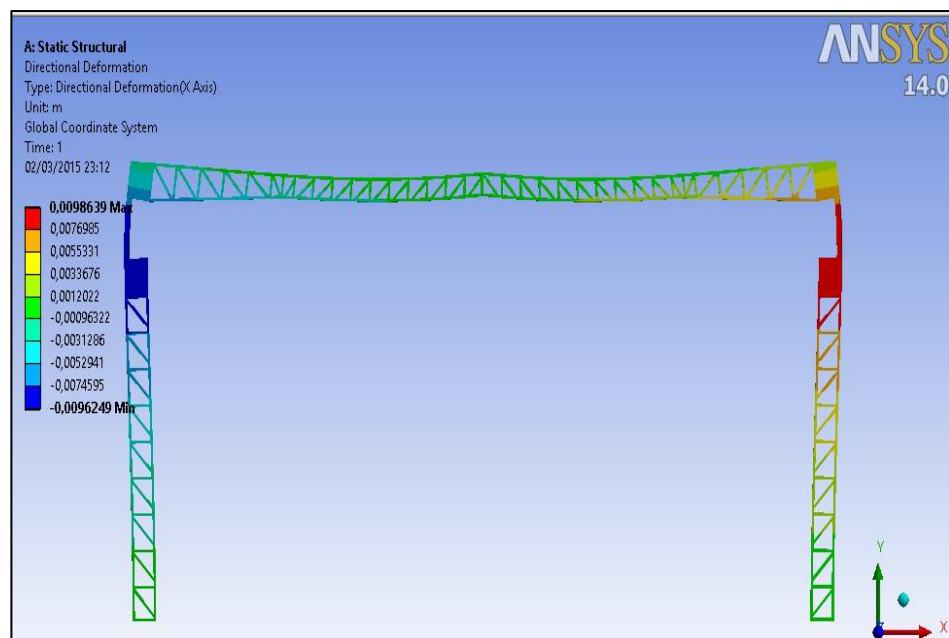 A: Static Structural
Directional Deformation
Type: Directional Deformation(X Axis)
Unit: m
Global Coordinate System
Time: 1
02/03/2015 23:12
0,0098639 Max
0,0076985
0,0055331
0,0033676
0,0012022
-0,00096322
-0,0031286
-0,0052941
-0,0074595
-0,0096249 Min
ANSYS
14.0
Y
Z
X